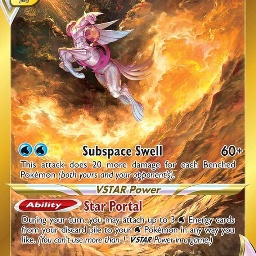 Subspace Swell 60+
This attack does 20 more damage for each Benched
Pokémon (both yours and your opponent's).
VSTAR Power
Ability Star Portal
During your turn, you may attach up to 3 Energy cards
from your discard pile to your Pokémon in any way you
like. (You can't use more than 1 VSTAR Power in a game.)